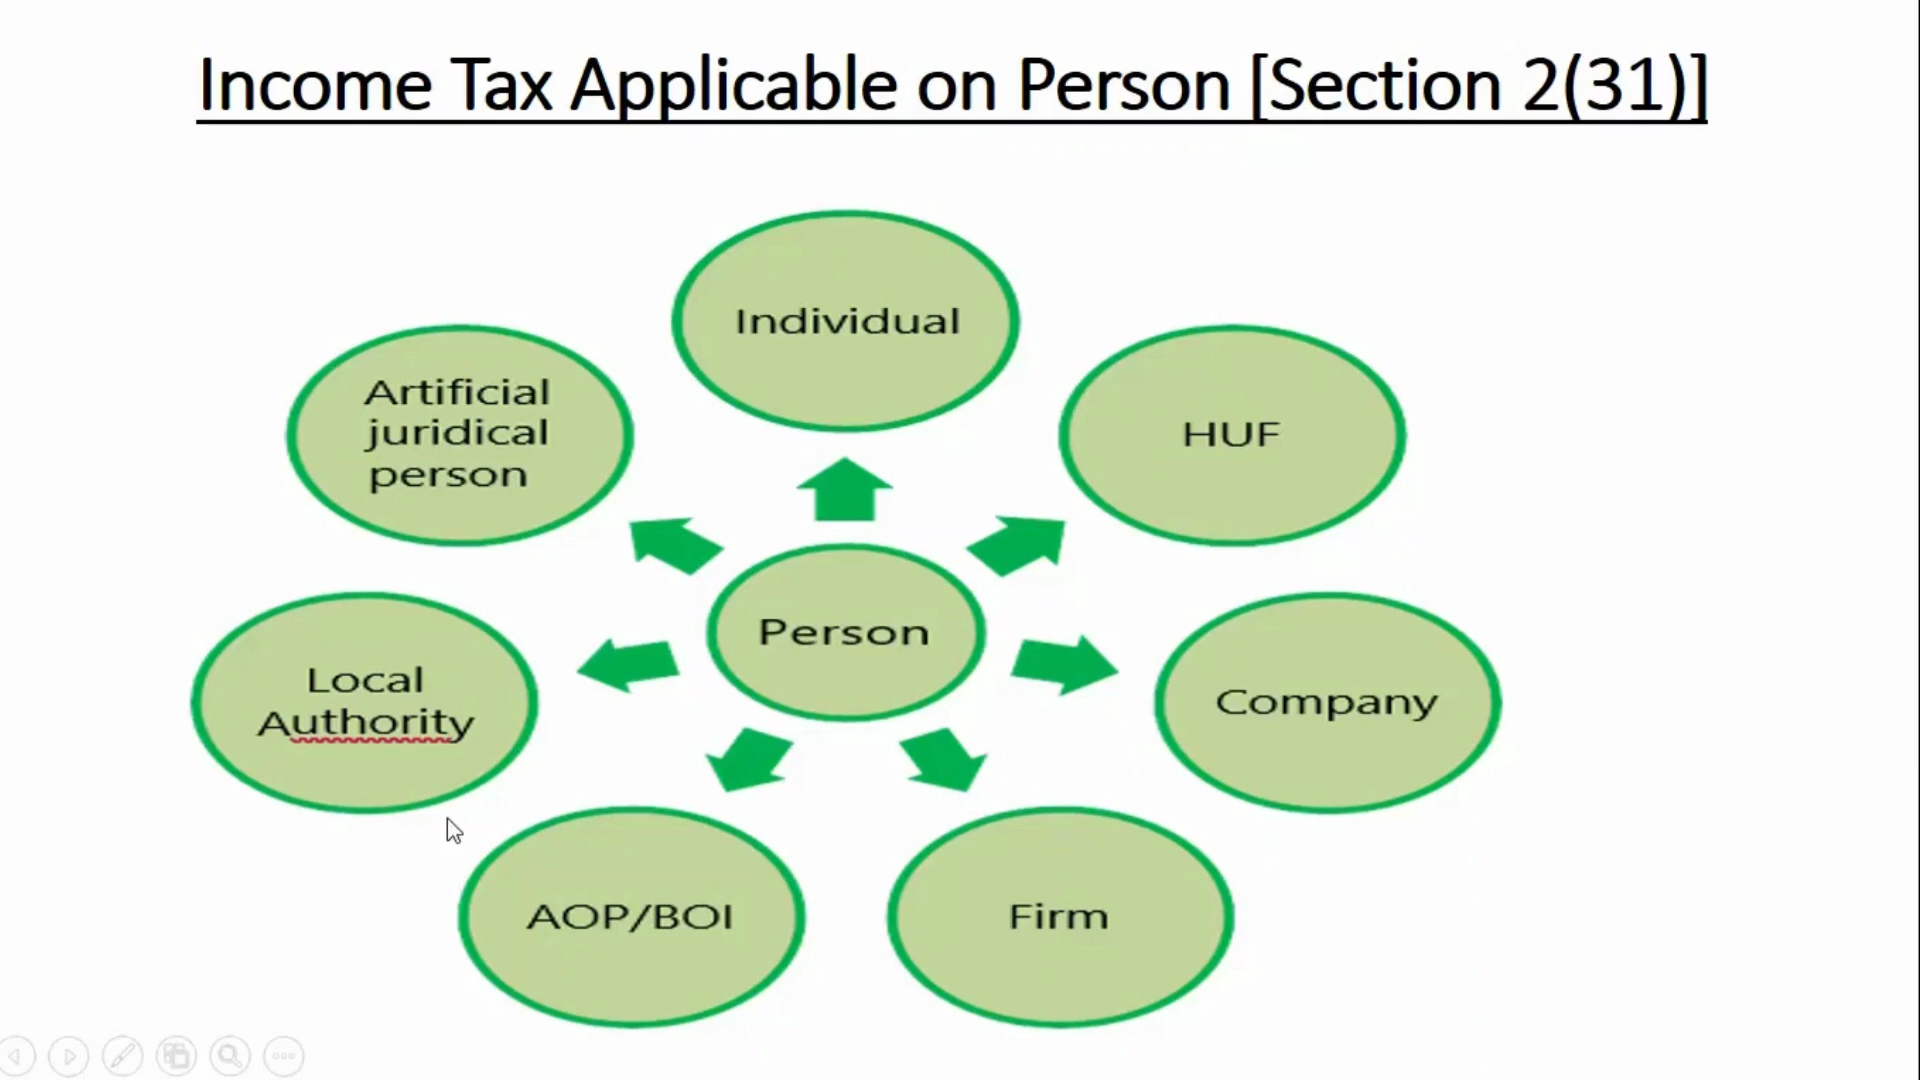 Income Tax Applicable on Person [Section 2(31)]
Individual
Artificial
juridical
person
HUF
Person
Local
Authority
Company
AOP/BOI
Firm